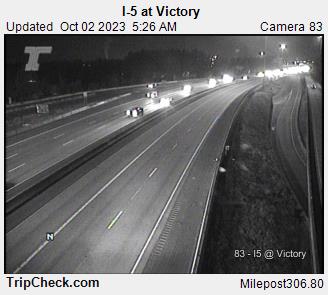 I-5 at Victory
Updated Oct 02 2023 5:26 AM Camera 83
N
83 - I5 @ Victory
TripCheck.com Milepost306.80